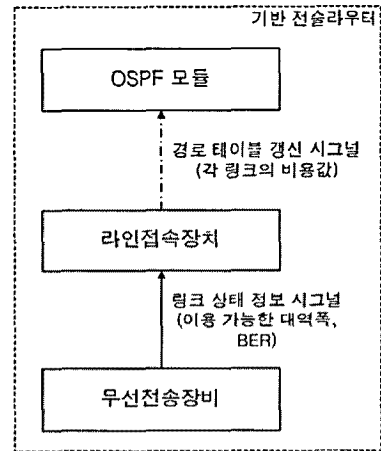 기반 전술라우터
OSPF 모듈
경로 테이블 갱신 시그널
(각 링크의 비용값)
라인접속장치
링크 상태 정보 시그널
(이용 가능한 대역폭,
BER)
무선전송장비